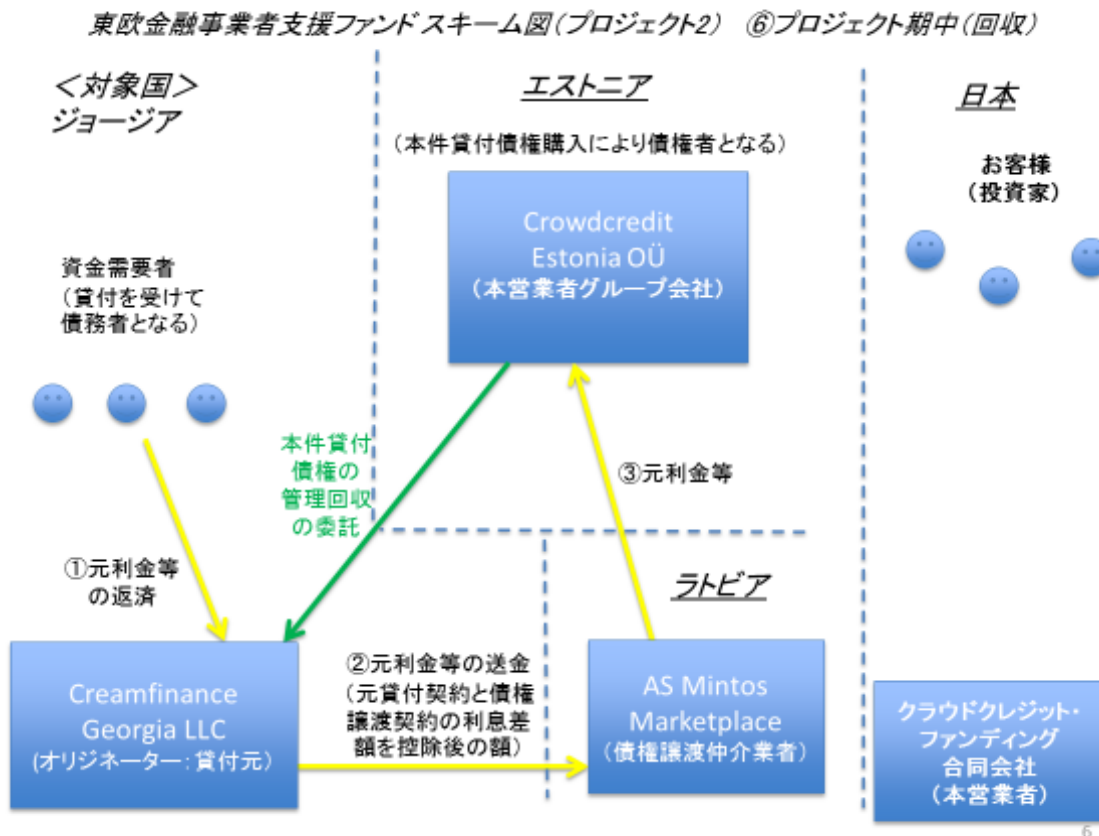 東欧金融事業者支援ファンド スキーム図(プロジェクト2) ⑥プロジェクト期中(回収)
＜対象国＞
ジョージア
資金需要者
(貸付を受けて
債務者となる)
①元利金等
の返済
Creamfinance
Georgia LLC
(オリジネーター：貸付元)
エストニア
(本件貸付債権購入により債権者となる)
Crowdcredit
Estonia OÜ
(本営業者グループ会社)
本件貸付
債権の
管理回収
の委託
③元利金等
②元利金等の送金
(元貸付契約と債権
譲渡契約の利息差
額を控除後の額)
ラトビア
AS Mintos
Marketplace
(債権譲渡仲介業者)
日本
お客様
(投資家)
クラウドクレジット・
ファンディング
合同会社
(本営業者)
6